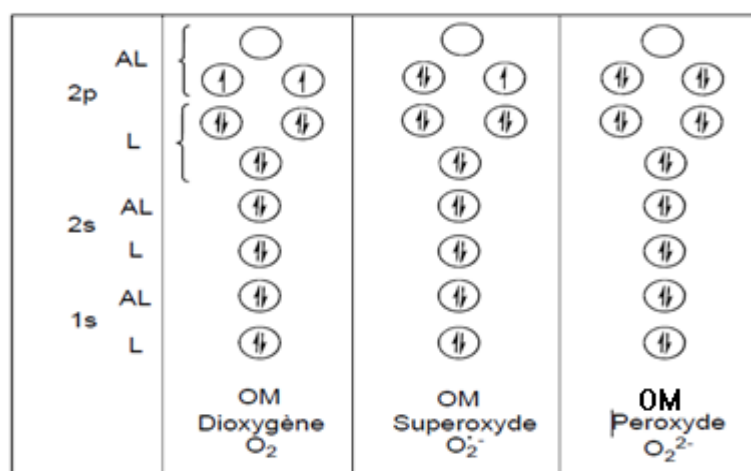 AL
2p
L
AL
2s
L
AL
1s
L
OM
Dioxygène
O₂
OM
Superoxyde
O₂˙⁻
OM
Peroxyde
O₂²⁻